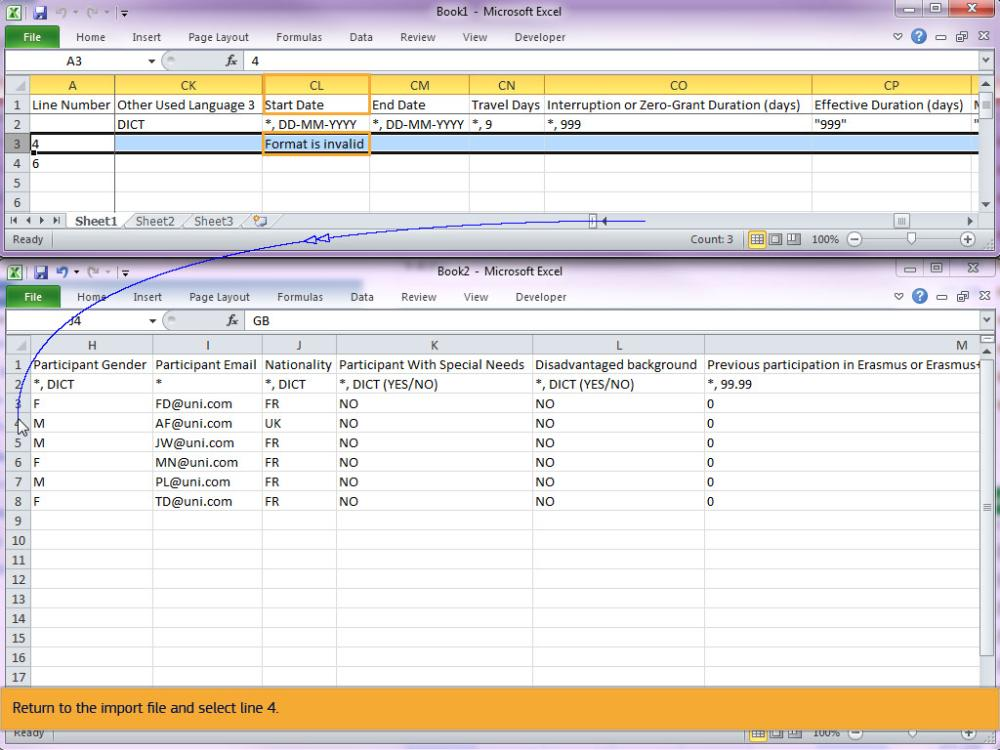 Book1 - Microsoft Excel
File Home Insert Page Layout Formulas Data Review View Developer
A3 fx 4
A CK CL CM CN CO CP
1 Line Number Other Used Language 3 Start Date End Date Travel Days Interruption or Zero-Grant Duration (days) Effective Duration (days)
2 DICT *, DD-MM-YYYY *, DD-MM-YYYY *, 9 *, 999 "999" "
3 4 Format is invalid
4 6
5
6
Sheet1 Sheet2 Sheet3
Ready Count: 3 100%
Book2 - Microsoft Excel
File Home Insert Page Layout Formulas Data Review View Developer
J4 fx GB
H I J K L M
1 Participant Gender Participant Email Nationality Participant With Special Needs Disadvantaged background Previous participation in Erasmus or Erasmus+
2 *, DICT * *, DICT *, DICT (YES/NO) *, DICT (YES/NO) *, 99.99
3 F FD@uni.com FR NO NO 0
4 M AF@uni.com UK NO NO 0
5 M JW@uni.com FR NO NO 0
6 F MN@uni.com FR NO NO 0
7 M PL@uni.com FR NO NO 0
8 F TD@uni.com FR NO NO 0
9
10
11
12
13
14
15
16
17
Return to the import file and select line 4.
Ready 100%